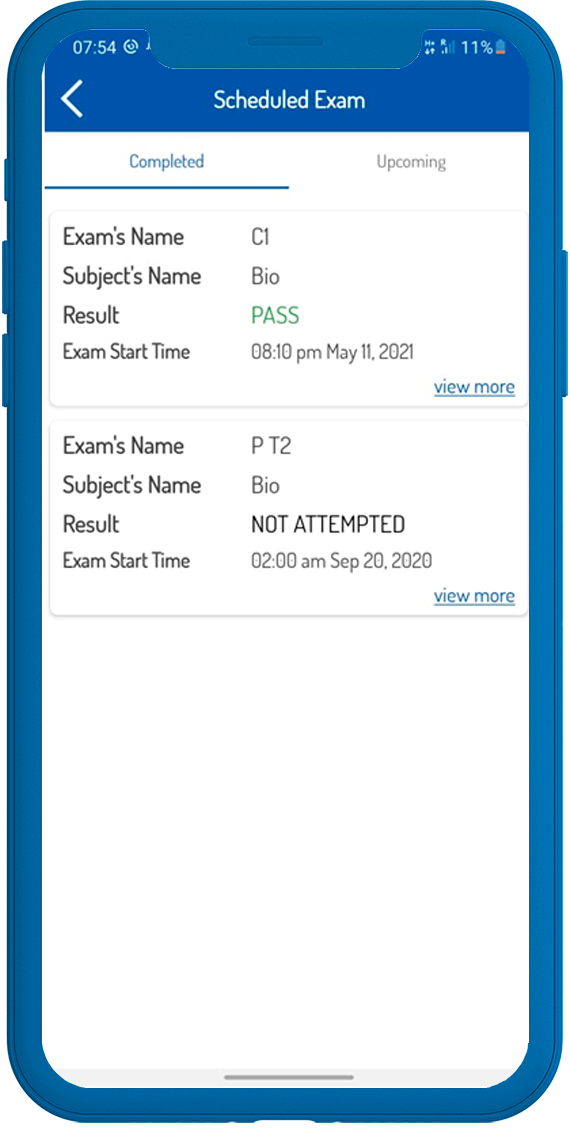 07:54 11%
Scheduled Exam
Completed Upcoming
Exam's Name C1
Subject's Name Bio
Result PASS
Exam Start Time 08:10 pm May 11, 2021
view more
Exam's Name P T2
Subject's Name Bio
Result NOT ATTEMPTED
Exam Start Time 02:00 am Sep 20, 2020
view more